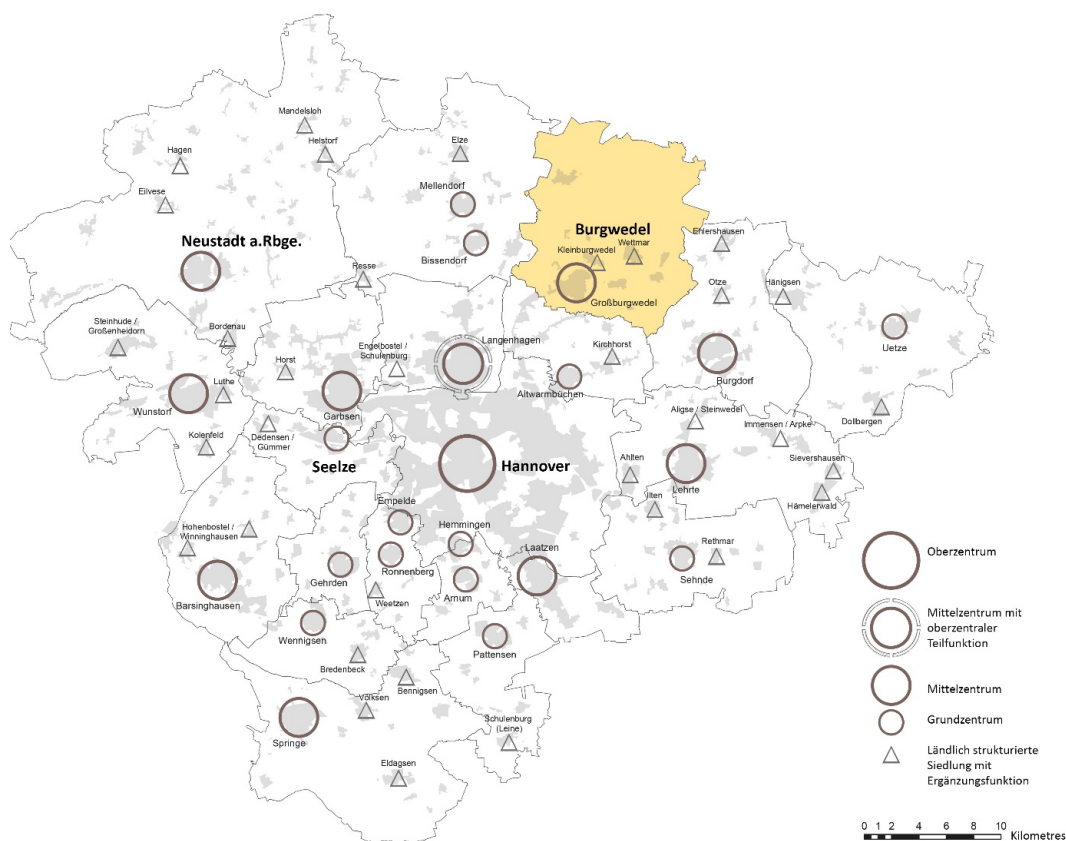 Mandelsloh
Helstorf
Hagen
Eilvese
Elze
Mellendorf
Neustadt a.Rbge.
Bissendorf
Burgwedel
Kleinburgwedel
Wettmar
Großburgwedel
Ehlershausen
Otze
Hänigsen
Resse
Steinhude /
Großenheidorn
Bordenau
Uetze
Engelbostel /
Schulenburg
Langenhagen
Horst
Kirchhorst
Altwarmbüchen
Burgdorf
Luthe
Wunstorf
Garbsen
Dollbergen
Kolenfeld
Dedensen /
Gümmer
Seelze
Hannover
Aligse / Steinwedel
Immensen / Arpke
Ahlten
Lehrte
Sievershausen
Hämelerwald
Ilten
Empelde
Hemmingen
Hohenbostel /
Winninghausen
Laatzen
Rethmar
Sehnde
Gehrden
Ronnenberg
Arnum
Barsinghausen
Weetzen
Wennigsen
Pattensen
Bredenbeck
Bennigsen
Völksen
Springe
Schulenburg
(Leine)
Eldagsen
Oberzentrum
Mittelzentrum mit
oberzentraler
Teilfunktion
Mittelzentrum
Grundzentrum
Ländlich strukturierte
Siedlung mit
Ergänzungsfunktion
0 1 2 4 6 8 10
Kilometres